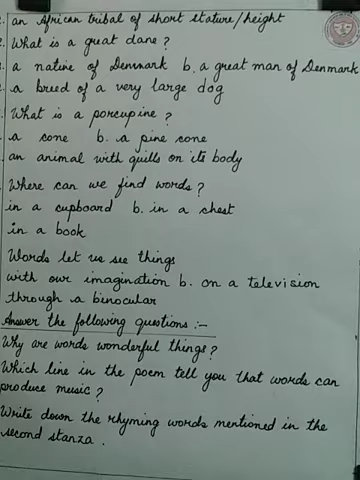 an African tribal of short stature/height
What is a great dane?
a native of Denmark b. a great man of Denmark
a breed of a very large dog
What is a porcupine?
a cone b. a pine cone
an animal with quills on its body
Where can we find words?
in a cupboard b. in a chest
in a book
Words let us see things
with our imagination b. on a television
through a binocular
Answer the following questions:-
Why are words wonderful things?
Which line in the poem tell you that words can
produce music?
Write down the rhyming words mentioned in the
second stanza.